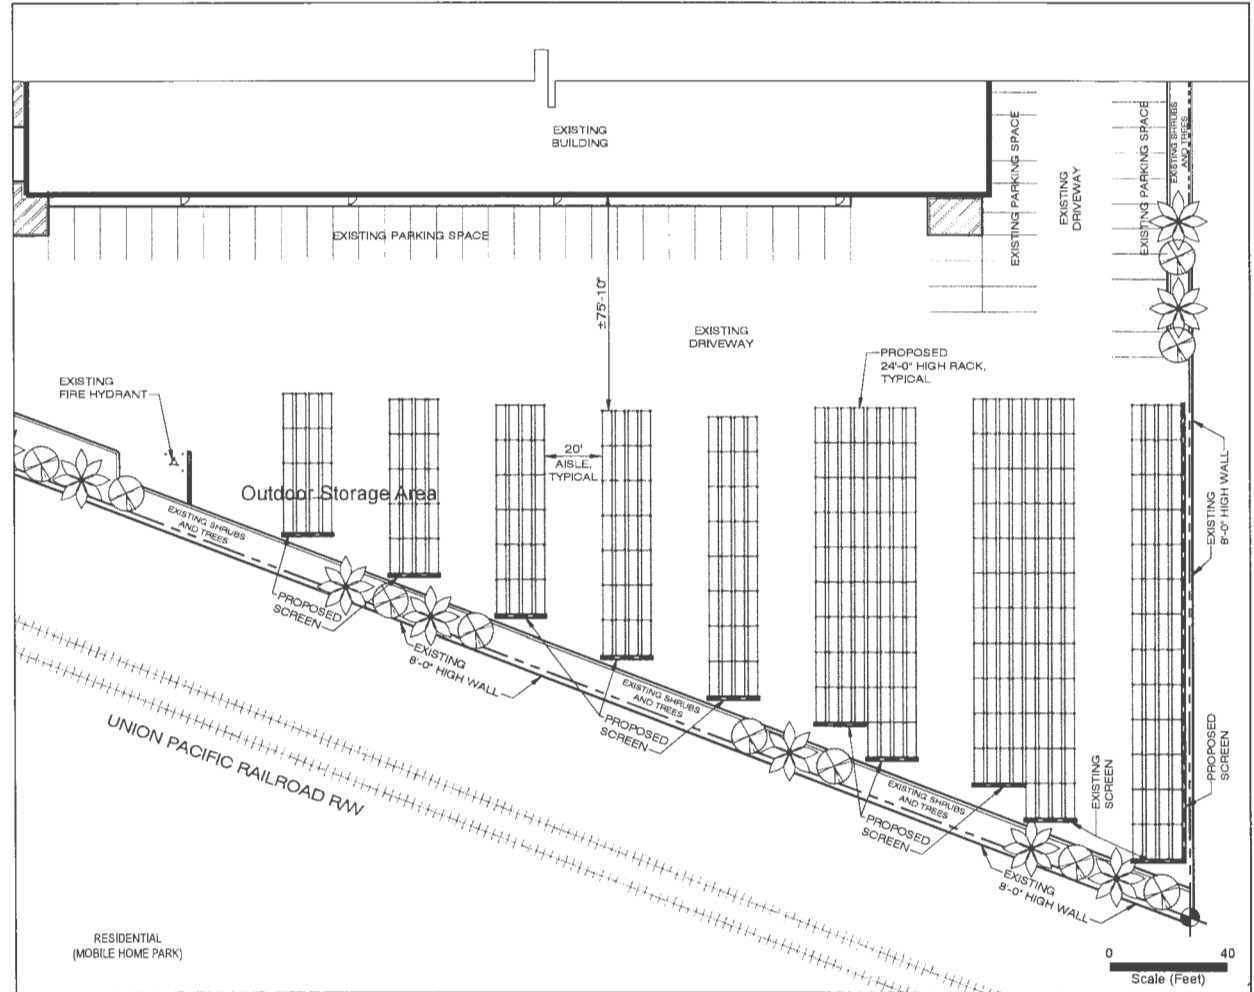 EXISTING
BUILDING
EXISTING PARKING SPACE
EXISTING PARKING SPACE
EXISTING
DRIVEWAY
EXISTING PARKING SPACE
EXISTING SHRUBS
AND TREES
±75'-10"
EXISTING
DRIVEWAY
PROPOSED
24'-0" HIGH RACK,
TYPICAL
EXISTING
FIRE HYDRANT
20'
AISLE,
TYPICAL
Outdoor Storage Area
EXISTING SHRUBS
AND TREES
EXISTING
8'-0" HIGH WALL
PROPOSED
SCREEN
EXISTING
8'-0" HIGH WALL
EXISTING SHRUBS
AND TREES
PROPOSED
SCREEN
UNION PACIFIC RAILROAD R/W
EXISTING SHRUBS
AND TREES
PROPOSED
SCREEN
EXISTING
SCREEN
PROPOSED
SCREEN
EXISTING
8'-0" HIGH WALL
RESIDENTIAL
(MOBILE HOME PARK)
0 40
Scale (Feet)